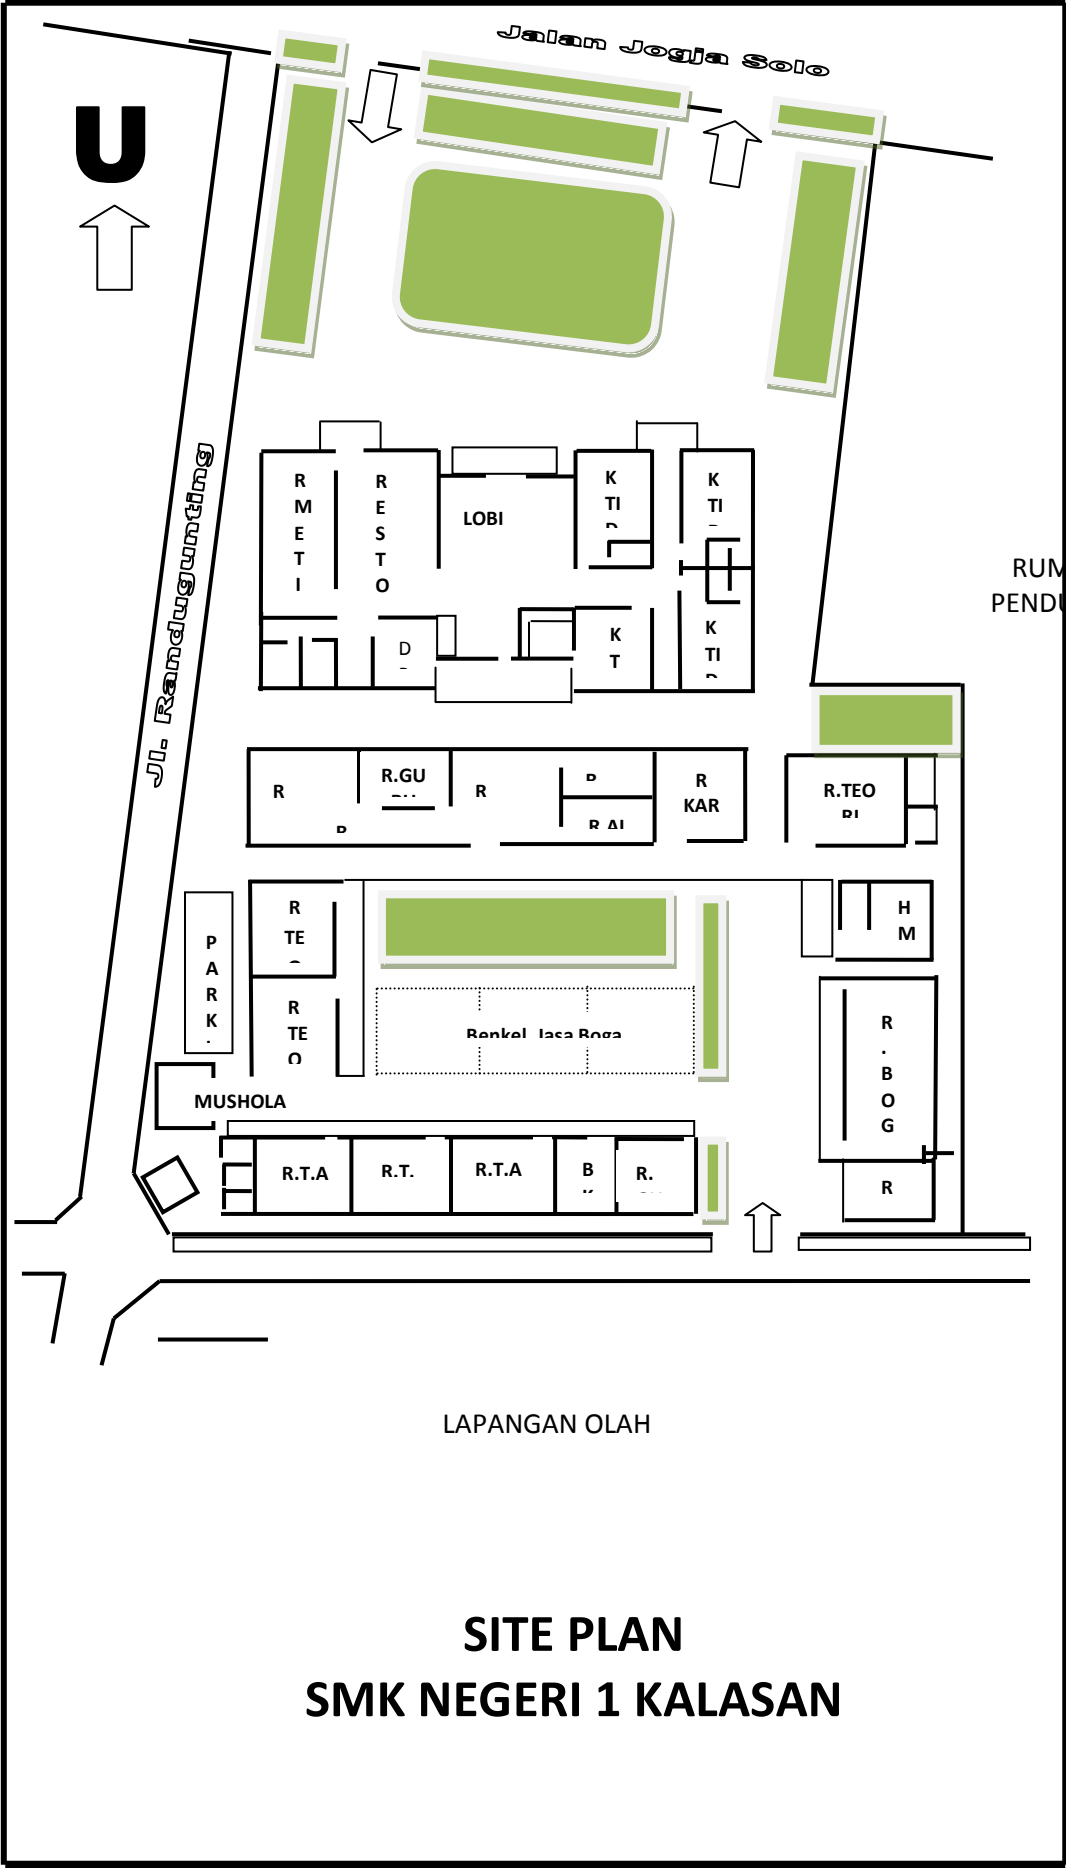 Jalan Jogja Solo
U
Jl. Randugunting
R
M
E
T
I
R
E
S
T
O
LOBI
K
TI
K
TI
K
T
K
TI
D
RUM
PENDU
R
R.GU
R
R
KAR
R.TEO
R
TE
R
TEO
P
A
R
K
.
H
M
Benkel Jasa Boga
R
.
B
O
G
MUSHOLA
R.T.A
R.T.
R.T.A
B
R.
R
LAPANGAN OLAH
SITE PLAN
SMK NEGERI 1 KALASAN